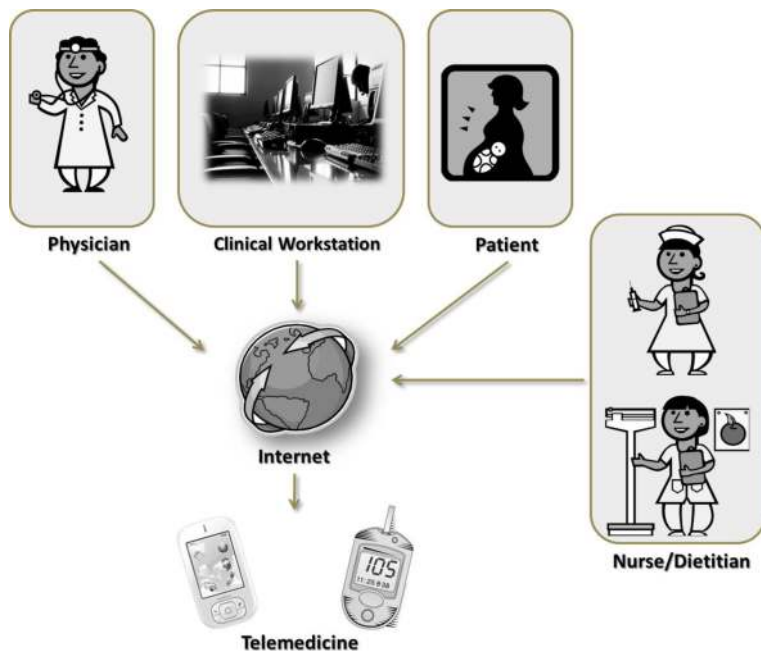 Physician
Clinical Workstation
Patient
Internet
Nurse/Dietitian
105
Telemedicine